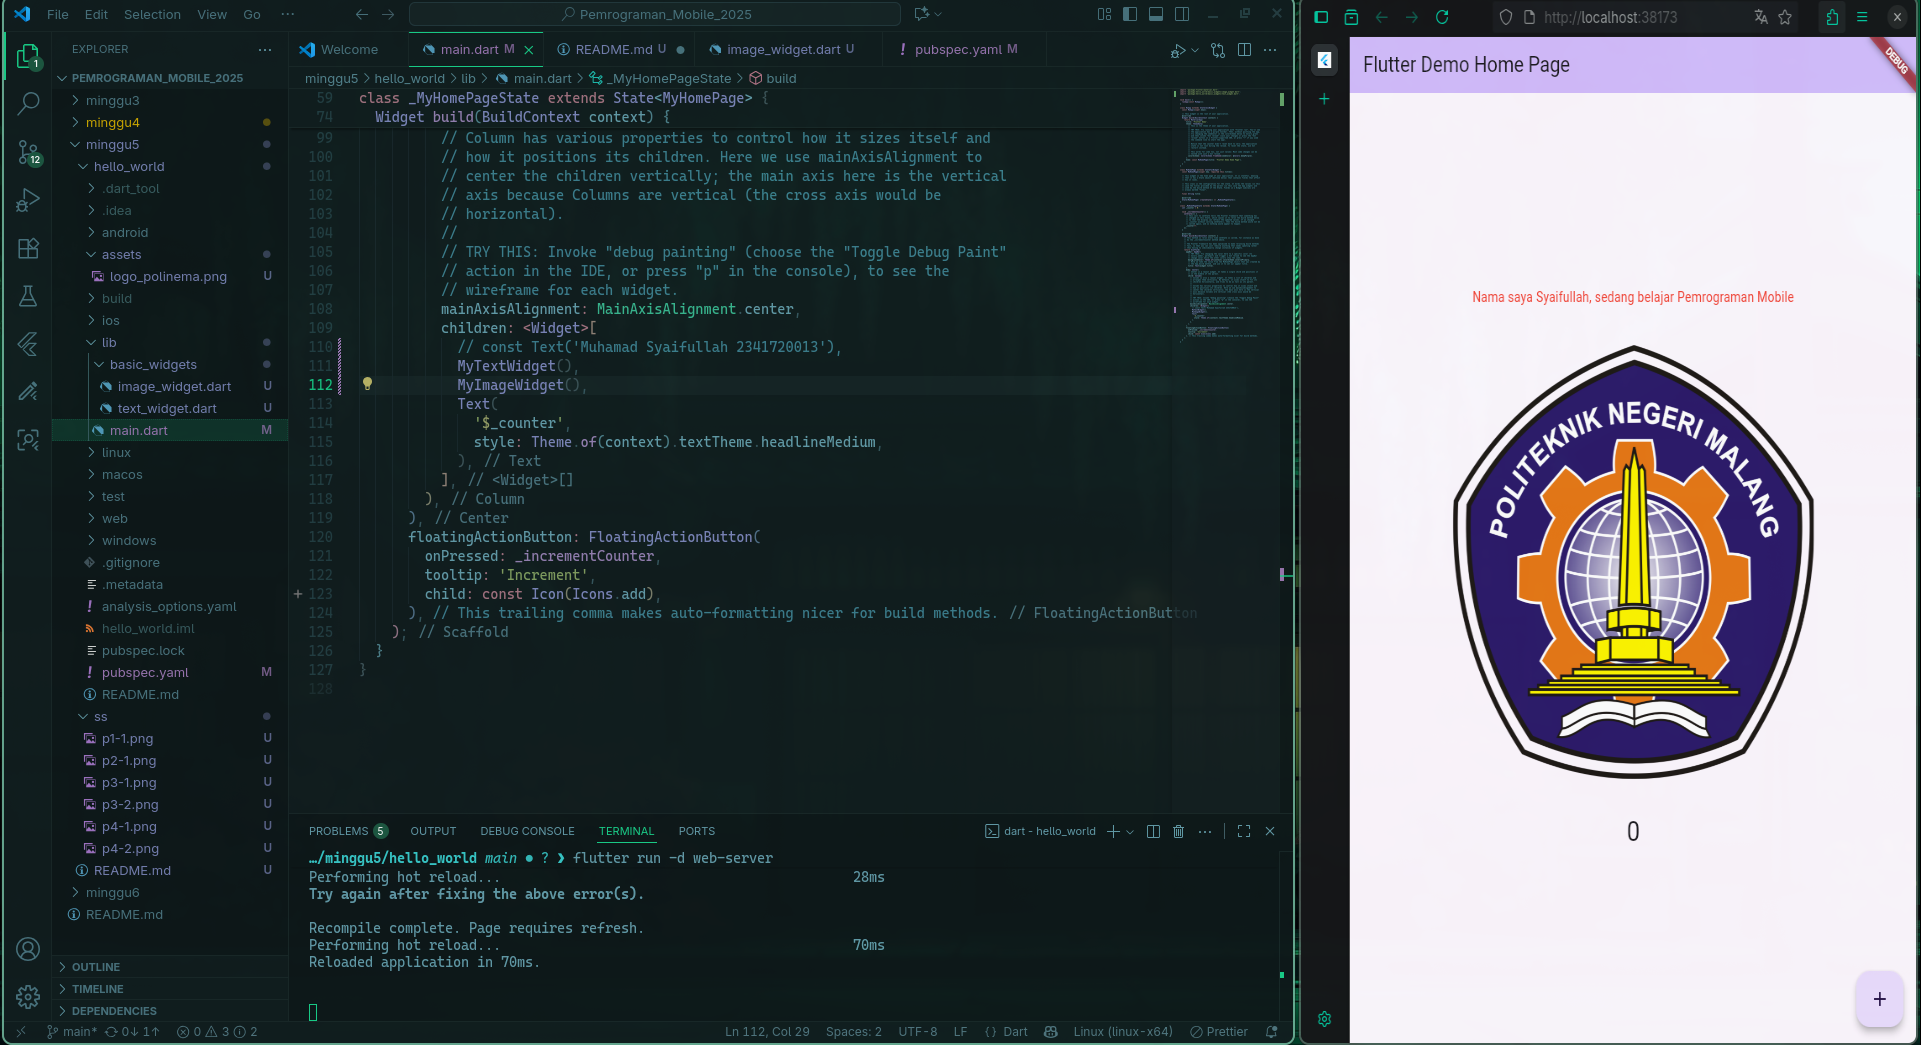 File Edit Selection View Go ··· Pemrograman_Mobile_2025
EXPLORER
PEMROGRAMAN_MOBILE_2025
minggu3
minggu4
minggu5
hello_world
.dart_tool
.idea
android
assets
logo_polinema.png U
build
ios
lib
basic_widgets
image_widget.dart U
text_widget.dart U
main.dart M
linux
macos
test
web
windows
.gitignore
.metadata
analysis_options.yaml
hello_world.iml
pubspec.lock
pubspec.yaml M
README.md
ss
p1-1.png U
p2-1.png U
p3-1.png U
p3-2.png U
p4-1.png U
p4-2.png U
README.md U
minggu6
README.md
OUTLINE
TIMELINE
DEPENDENCIES
1
12
Welcome main.dart M README.md U image_widget.dart U pubspec.yaml M
minggu5 > hello_world > lib > main.dart > _MyHomePageState > build
59 class _MyHomePageState extends State<MyHomePage> {
74 Widget build(BuildContext context) {
99 // Column has various properties to control how it sizes itself and
100 // how it positions its children. Here we use mainAxisAlignment to
101 // center the children vertically; the main axis here is the vertical
102 // axis because Columns are vertical (the cross axis would be
103 // horizontal).
104 //
105 // TRY THIS: Invoke "debug painting" (choose the "Toggle Debug Paint"
106 // action in the IDE, or press "p" in the console), to see the
107 // wireframe for each widget.
108 mainAxisAlignment: MainAxisAlignment.center,
109 children: <Widget>[
110 // const Text('Muhamad Syaifullah 2341720013'),
111 MyTextWidget(),
112 MyImageWidget(),
113 Text(
114 '$_counter',
115 style: Theme.of(context).textTheme.headlineMedium,
116 ), // Text
117 ], // <Widget>[]
118 ), // Column
119 ), // Center
120 floatingActionButton: FloatingActionButton(
121 onPressed: _incrementCounter,
122 tooltip: 'Increment',
123 child: const Icon(Icons.add),
124 ), // This trailing comma makes auto-formatting nicer for build methods. // FloatingActionButton
125 ); // Scaffold
126 }
127 }
128
PROBLEMS 5 OUTPUT DEBUG CONSOLE TERMINAL PORTS dart - hello_world
…/minggu5/hello_world main ● ? ❯ flutter run -d web-server
Performing hot reload... 28ms
Try again after fixing the above error(s).
Recompile complete. Page requires refresh.
Performing hot reload... 70ms
Reloaded application in 70ms.
main* 0↓ 1↑ 0 3 2 Ln 112, Col 29 Spaces: 2 UTF-8 LF {} Dart Linux (linux-x64) Prettier
http://localhost:38173
Flutter Demo Home Page
DEBUG
Nama saya Syaifullah, sedang belajar Pemrograman Mobile
POLITEKNIK NEGERI MALANG
0
+